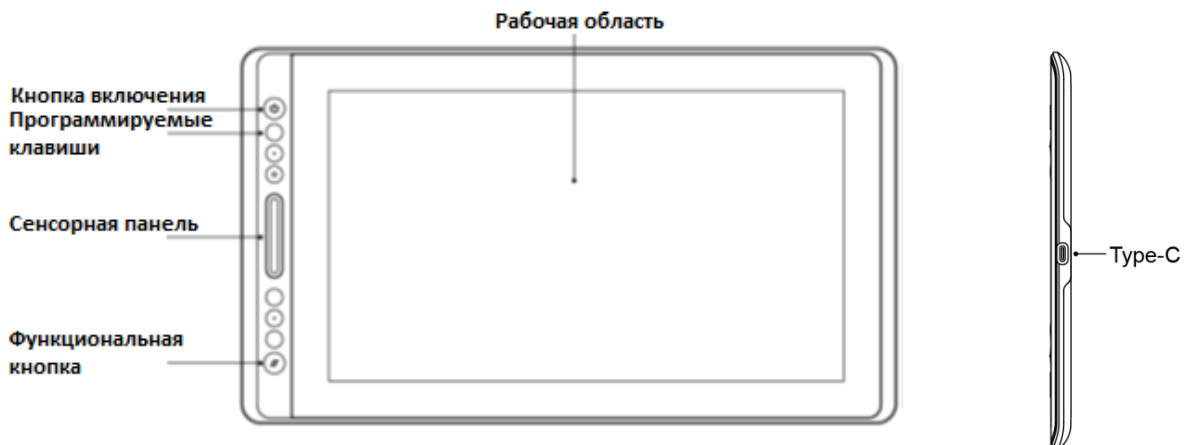 Рабочая область
Кнопка включения
Программируемые
клавиши
Сенсорная панель
Type-C
Функциональная
кнопка